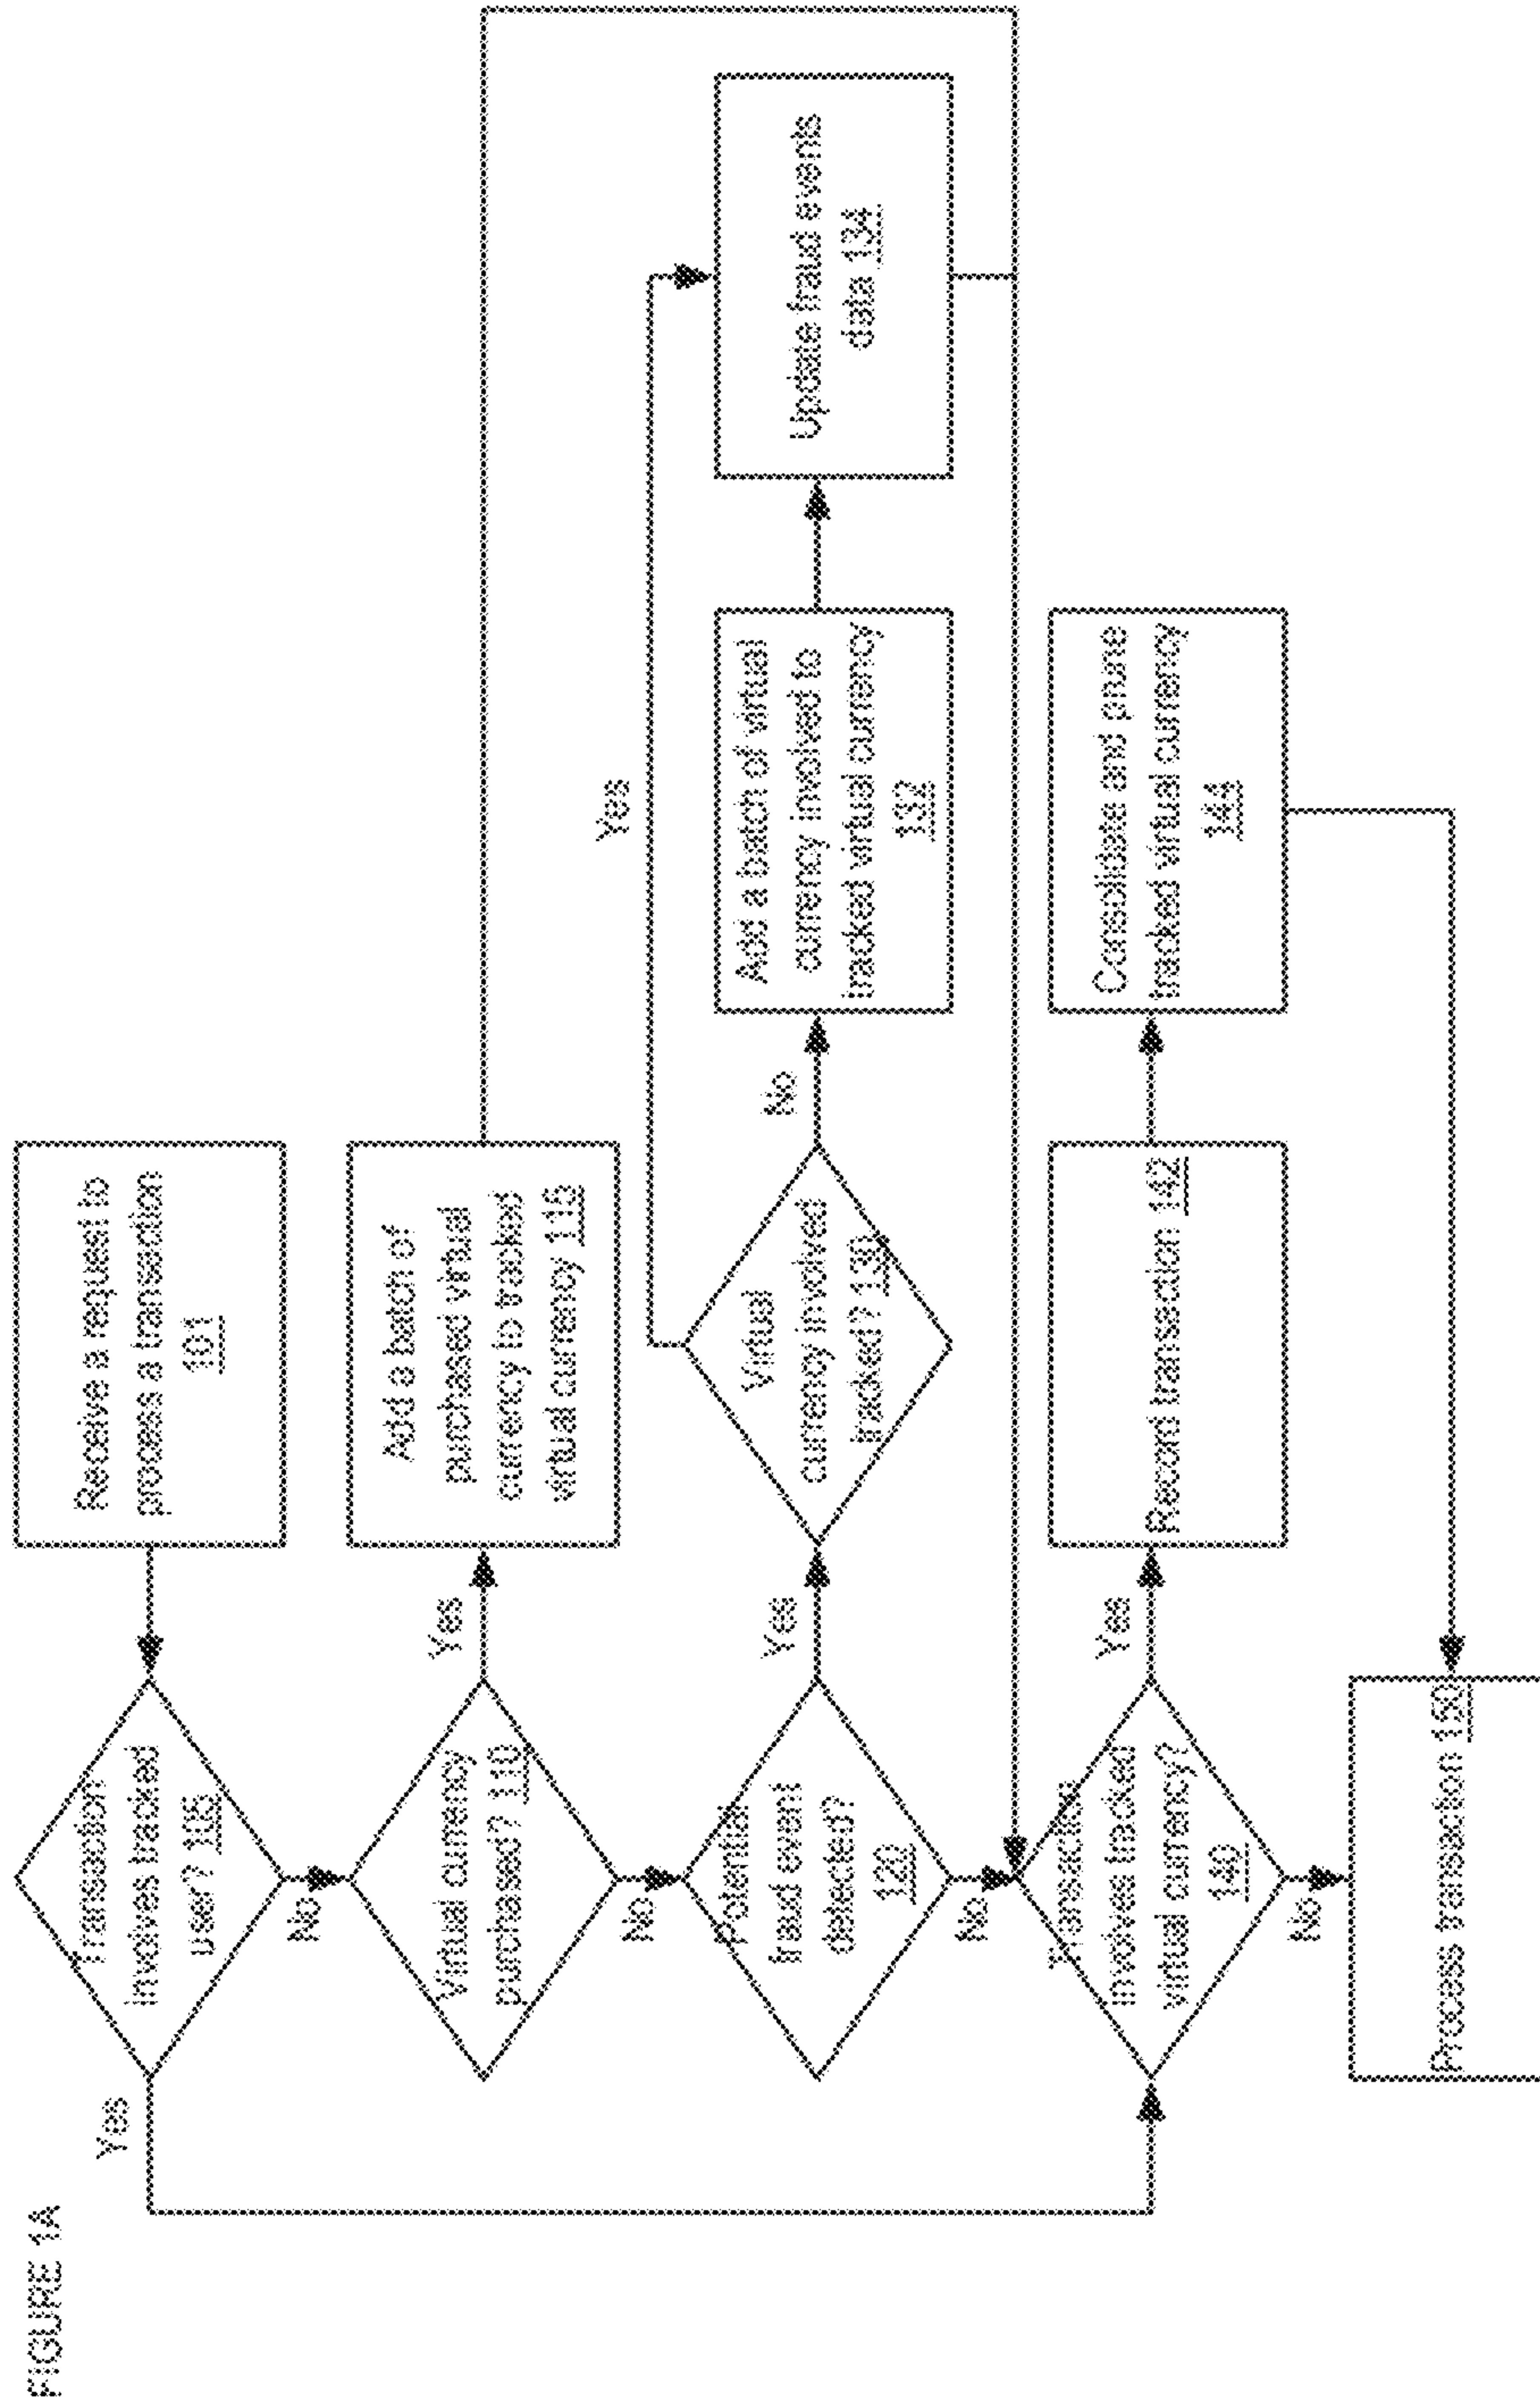 FIGURE 1A
Receive a request to
process a transaction
101
Transaction
involves tracked
user? 105
Yes
No
Virtual currency
purchased? 110
Yes
Add a batch of
purchased virtual
currency to tracked
virtual currency 115
No
Potential
fraud event
detected?
120
Yes
Virtual
currency involved
tracked? 130
Yes
No
Add a batch of virtual
currency involved to
tracked virtual currency
132
Update fraud events
data 134
No
Transaction
involves tracked
virtual currency?
140
Yes
Record transaction 142
Consolidate and prune
tracked virtual currency
144
No
Process transaction 150